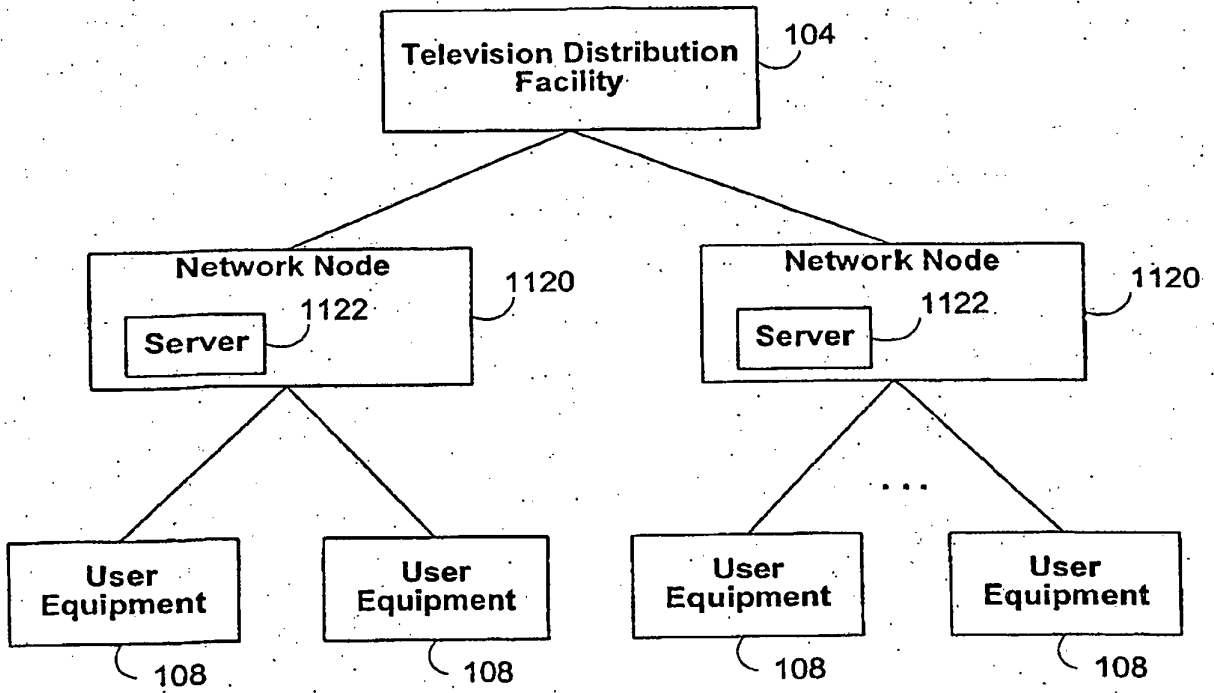 Television Distribution
Facility
104
Network Node
1120
Server
1122
Network Node
1120
Server
1122
...
User
Equipment
108
User
Equipment
108
User
Equipment
108
User
Equipment
108